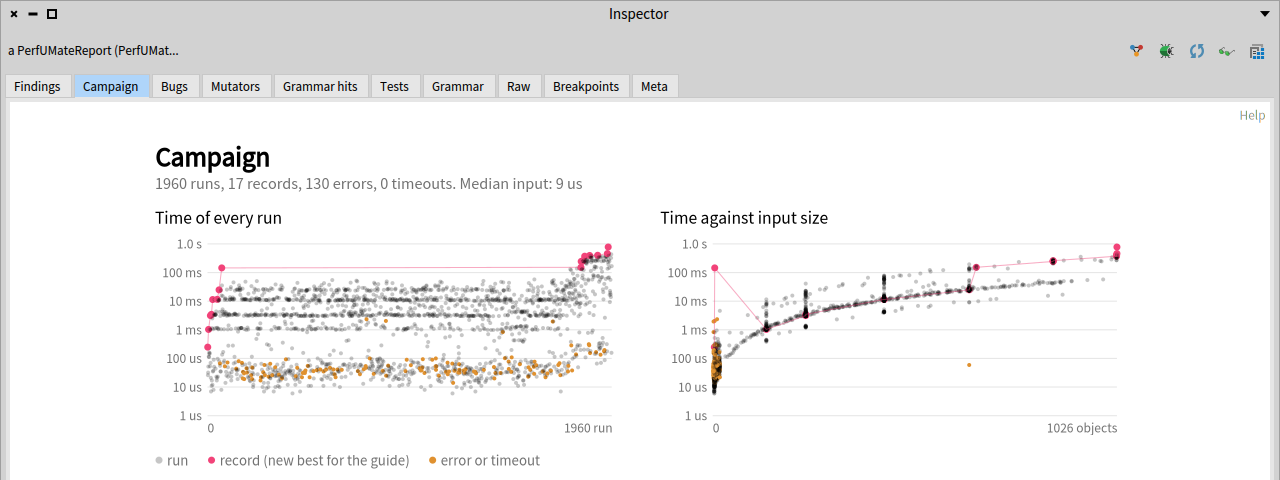 Inspector
a PerfUMateReport (PerfUMat...
Findings Campaign Bugs Mutators Grammar hits Tests Grammar Raw Breakpoints Meta
Help
Campaign
1960 runs, 17 records, 130 errors, 0 timeouts. Median input: 9 us
Time of every run
1.0 s
100 ms
10 ms
1 ms
100 us
10 us
1 us
0 1960 run
run record (new best for the guide) error or timeout
Time against input size
1.0 s
100 ms
10 ms
1 ms
100 us
10 us
1 us
0 1026 objects